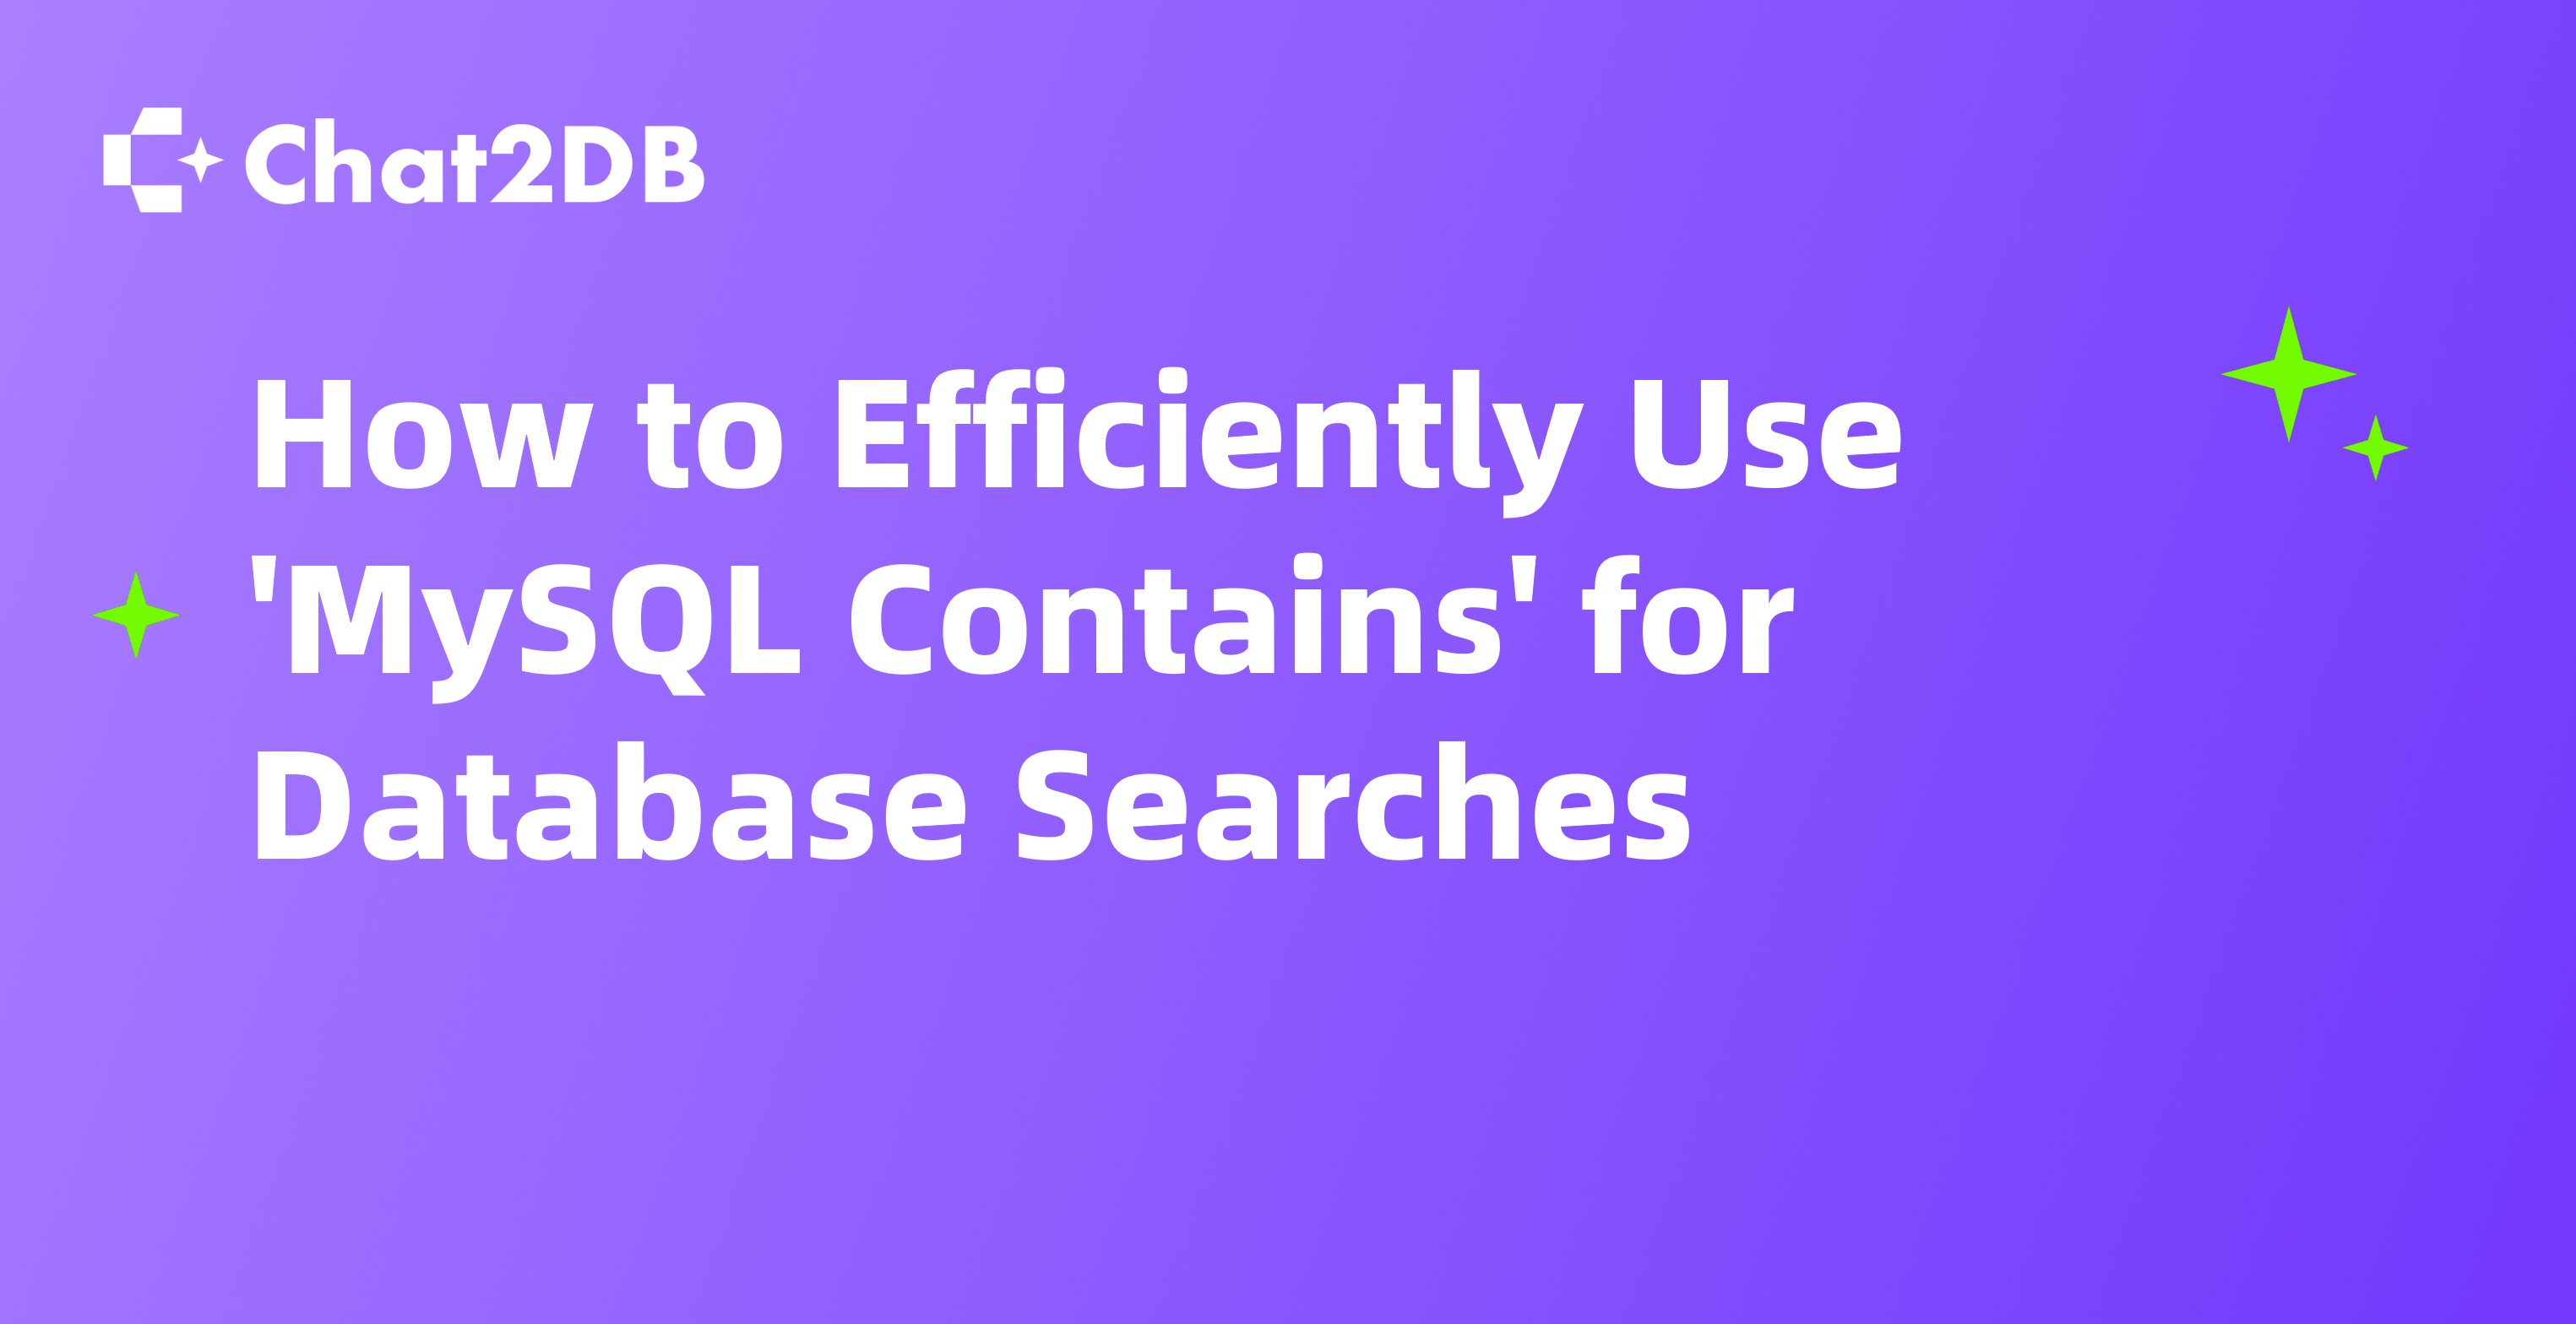 Chat2DB
How to Efficiently Use
'MySQL Contains' for
Database Searches